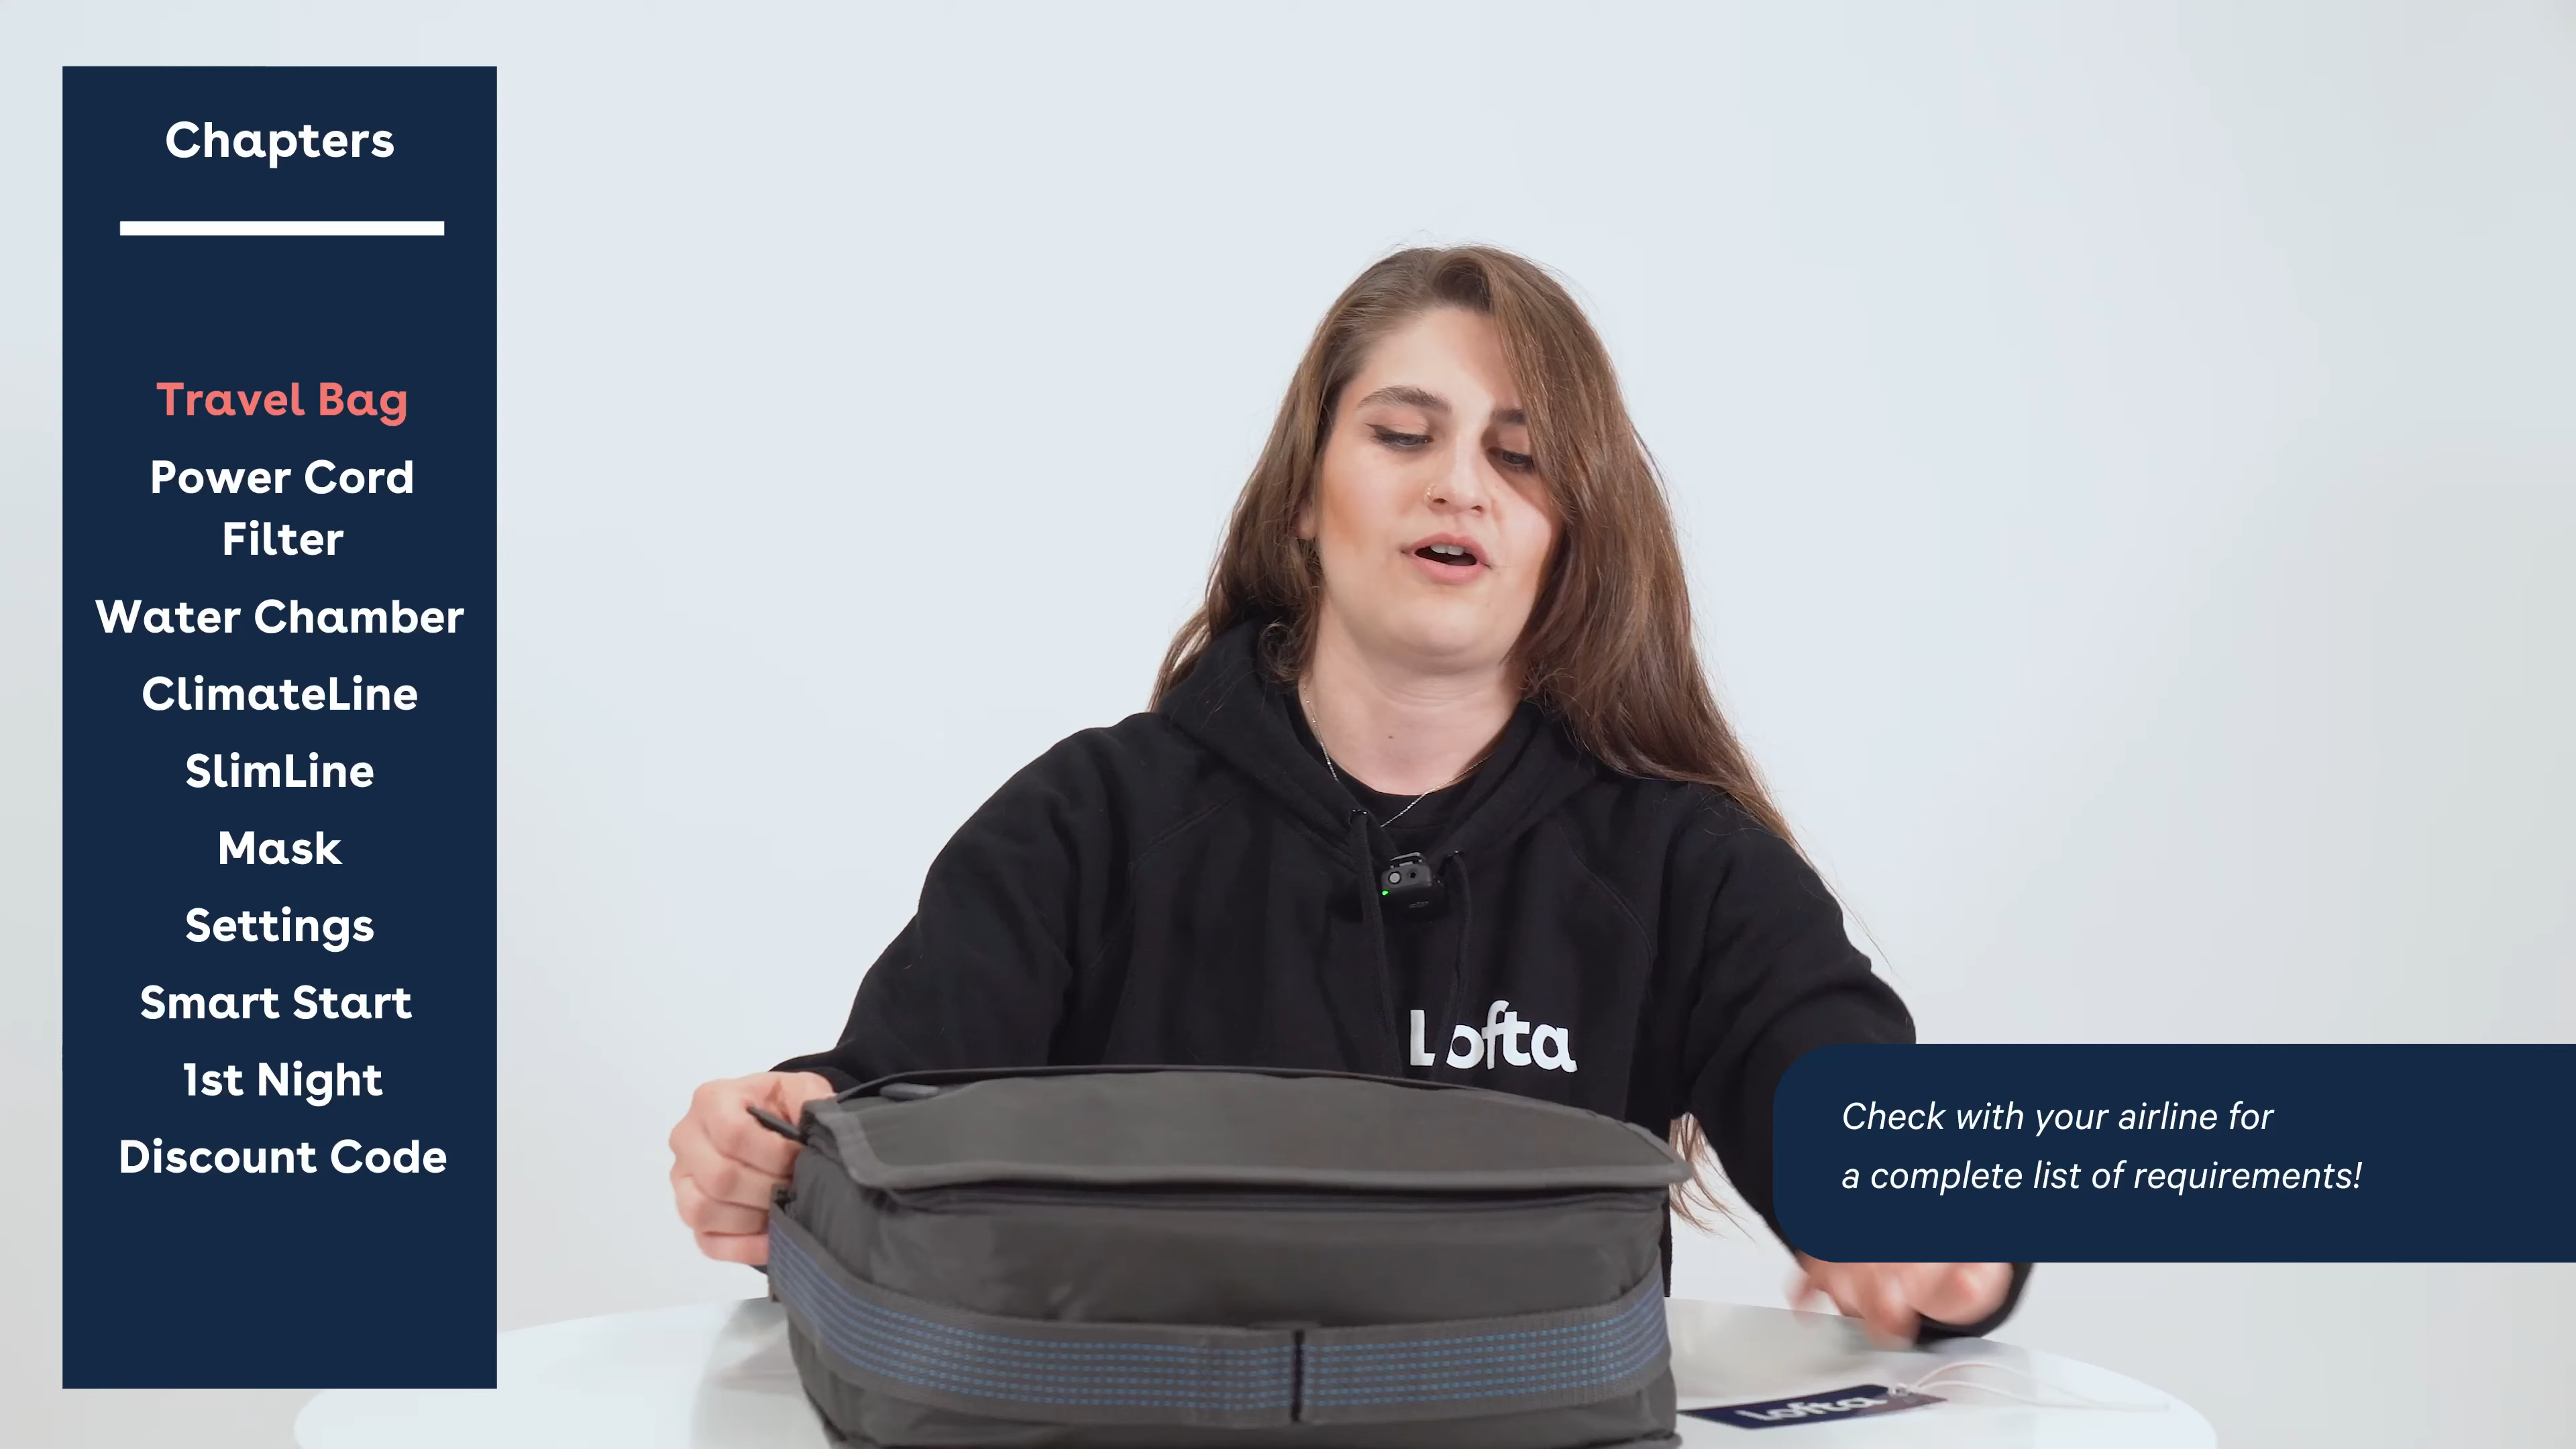 Chapters
Travel Bag
Power Cord
Filter
Water Chamber
ClimateLine
SlimLine
Mask
Settings
Smart Start
1st Night
Discount Code
Lofta
Check with your airline for
a complete list of requirements!
Lofta